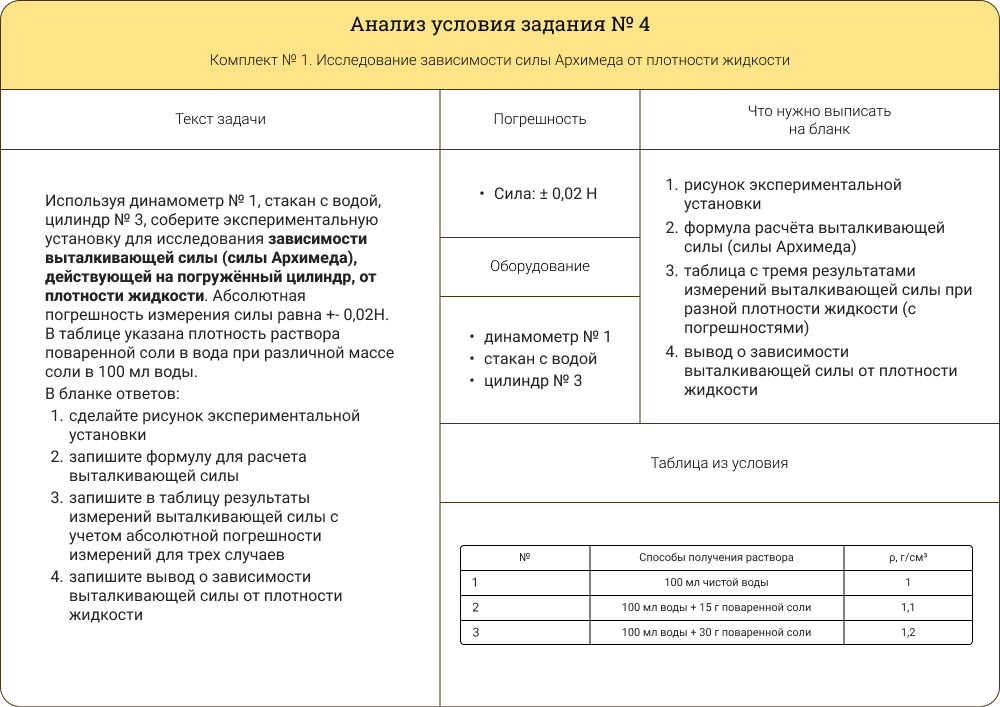 Анализ условия задания № 4
Комплект № 1. Исследование зависимости силы Архимеда от плотности жидкости
Текст задачи
Погрешность
Что нужно выписать
на бланк
Используя динамометр № 1, стакан с водой,
цилиндр № 3, соберите экспериментальную
установку для исследования зависимости
выталкивающей силы (силы Архимеда),
действующей на погружённый цилиндр, от
плотности жидкости. Абсолютная
погрешность измерения силы равна +- 0,02Н.
В таблице указана плотность раствора
поваренной соли в вода при различной массе
соли в 100 мл воды.
В бланке ответов:
1. сделайте рисунок экспериментальной
установки
2. запишите формулу для расчета
выталкивающей силы
3. запишите в таблицу результаты
измерений выталкивающей силы с
учетом абсолютной погрешности
измерений для трех случаев
4. запишите вывод о зависимости
выталкивающей силы от плотности
жидкости
• Сила: ± 0,02 Н
Оборудование
• динамометр № 1
• стакан с водой
• цилиндр № 3
1. рисунок экспериментальной
установки
2. формула расчёта выталкивающей
силы (силы Архимеда)
3. таблица с тремя результатами
измерений выталкивающей силы при
разной плотности жидкости (с
погрешностями)
4. вывод о зависимости
выталкивающей силы от плотности
жидкости
Таблица из условия
№ Способы получения раствора ρ, г/см³
1 100 мл чистой воды 1
2 100 мл воды + 15 г поваренной соли 1,1
3 100 мл воды + 30 г поваренной соли 1,2